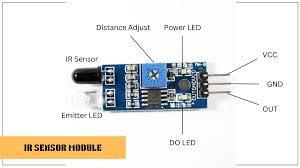 Distance Adjust
Power LED
IR Sensor
VCC
GND
OUT
Emitter LED
DO LED
IR SENSOR MODULE